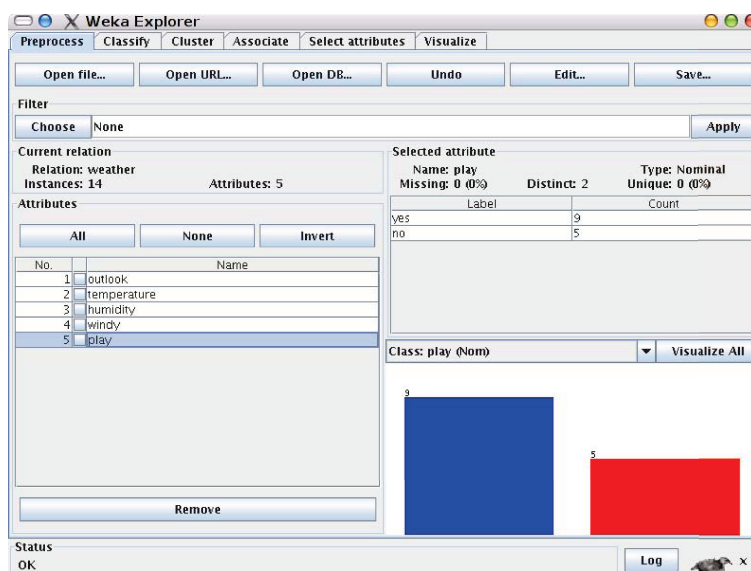 Weka Explorer
Preprocess Classify Cluster Associate Select attributes Visualize
Open file... Open URL... Open DB... Undo Edit... Save...
Filter
Choose None Apply
Current relation
Relation: weather
Instances: 14 Attributes: 5
Attributes
All None Invert
No. Name
1 outlook
2 temperature
3 humidity
4 windy
5 play
Remove
Selected attribute
Name: play Type: Nominal
Missing: 0 (0%) Distinct: 2 Unique: 0 (0%)
Label Count
yes 9
no 5
Class: play (Nom) Visualize All
9
5
Status
OK
Log x